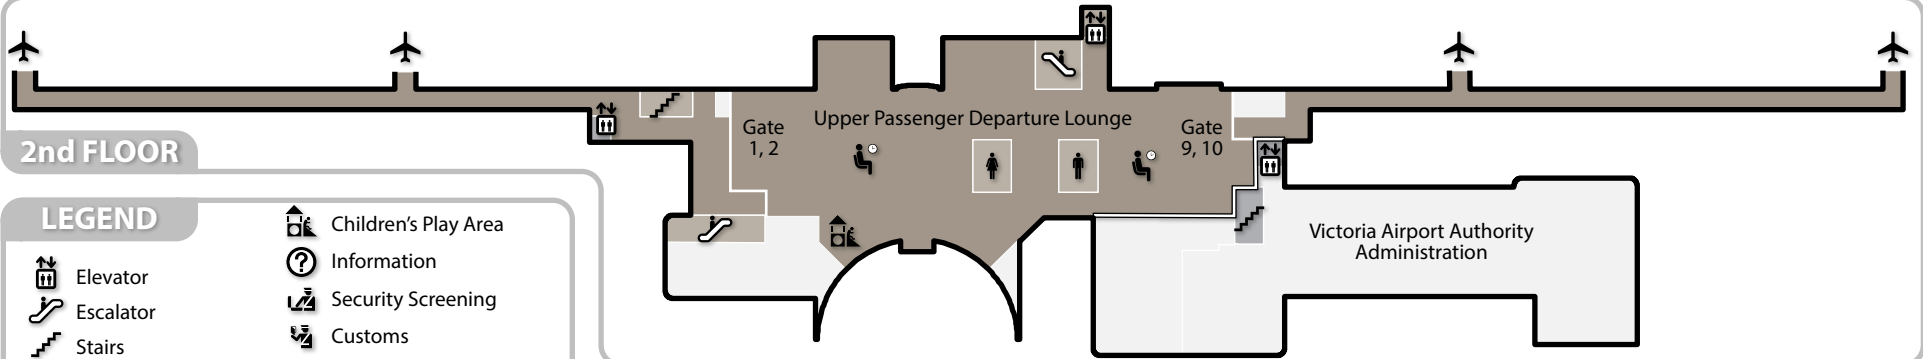 Upper Passenger Departure Lounge
Gate
1, 2
Gate
9, 10
2nd FLOOR
Victoria Airport Authority
Administration
LEGEND
Elevator
Escalator
Stairs
Children's Play Area
Information
Security Screening
Customs